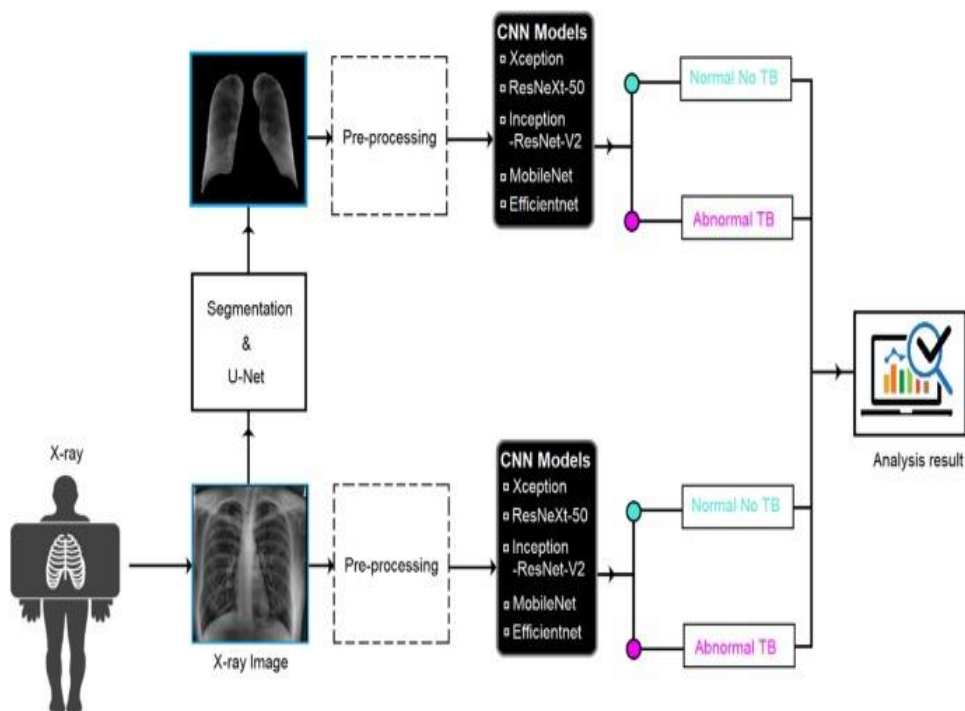 CNN Models
Xception
ResNeXt-50
Inception
-ResNet-V2
MobileNet
Efficientnet
Pre-processing
Normal No TB
Abnormal TB
Segmentation
&
U-Net
Analysis result
X-ray
X-ray Image
Pre-processing
CNN Models
Xception
ResNeXt-50
Inception
-ResNet-V2
MobileNet
Efficientnet
Normal No TB
Abnormal TB